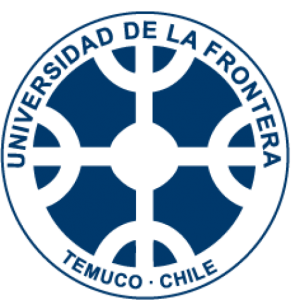 UNIVERSIDAD DE LA FRONTERA
TEMUCO · CHILE